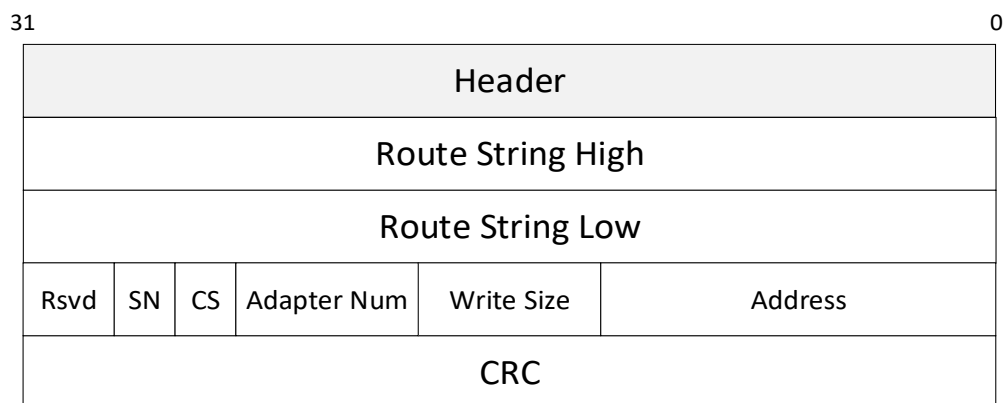 31 0
Header
Route String High
Route String Low
Rsvd SN CS Adapter Num Write Size Address
CRC